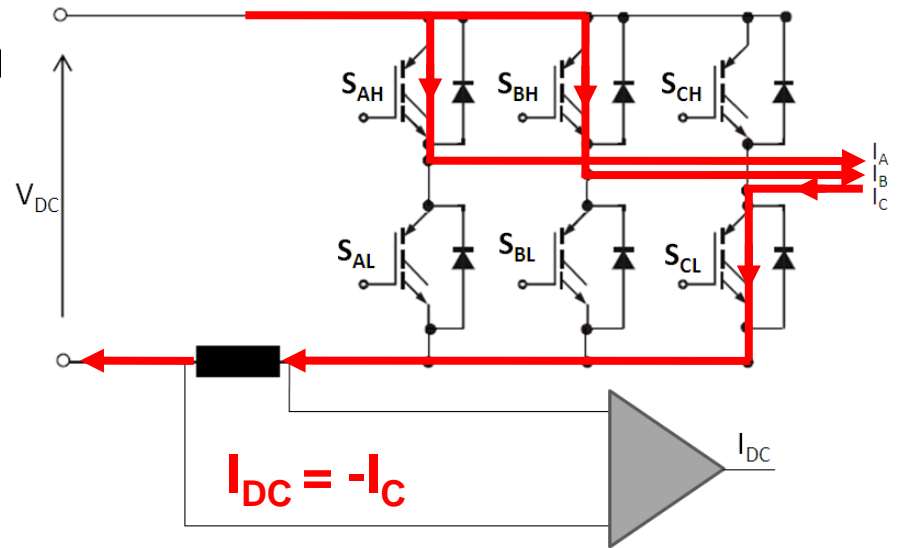 S_AH
S_BH
S_CH
I_A
I_B
I_C
V_DC
S_AL
S_BL
S_CL
I_DC
I_DC = -I_C